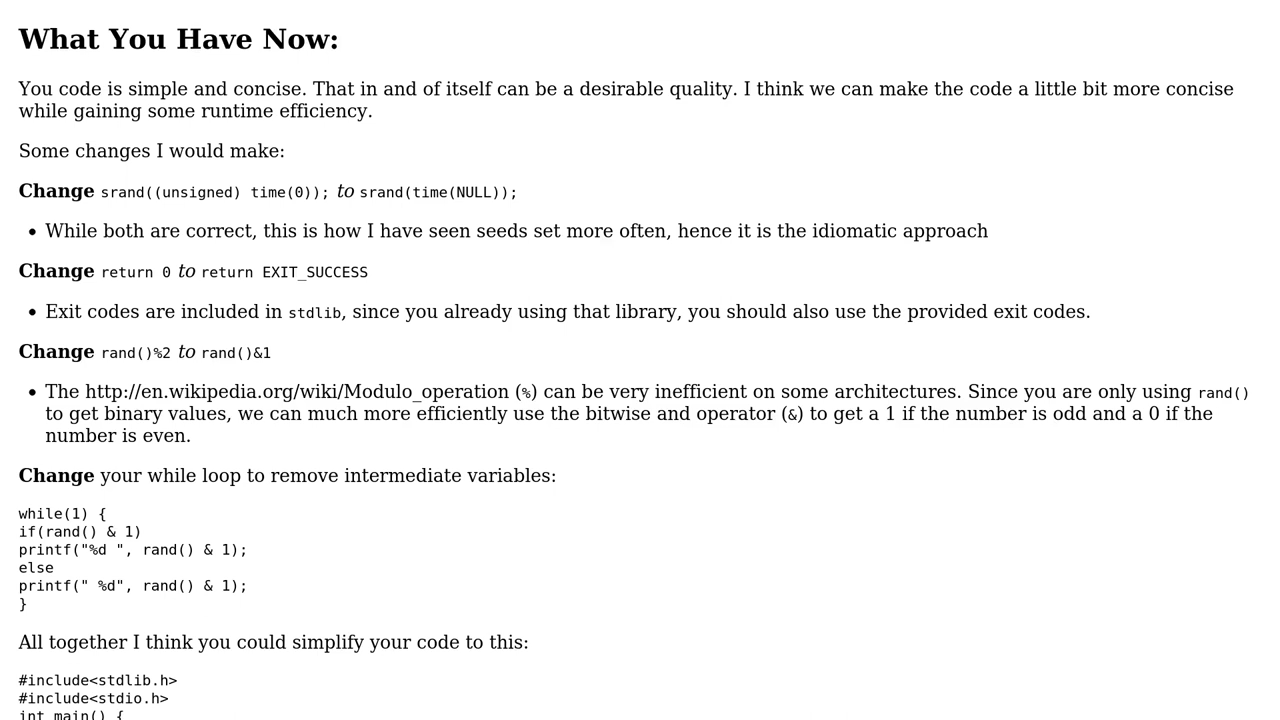 What You Have Now:
You code is simple and concise. That in and of itself can be a desirable quality. I think we can make the code a little bit more concise
while gaining some runtime efficiency.
Some changes I would make:
Change srand((unsigned) time(0)); to srand(time(NULL));
• While both are correct, this is how I have seen seeds set more often, hence it is the idiomatic approach
Change return 0 to return EXIT_SUCCESS
• Exit codes are included in stdlib, since you already using that library, you should also use the provided exit codes.
Change rand()%2 to rand()&1
• The http://en.wikipedia.org/wiki/Modulo_operation (%) can be very inefficient on some architectures. Since you are only using rand()
to get binary values, we can much more efficiently use the bitwise and operator (&) to get a 1 if the number is odd and a 0 if the
number is even.
Change your while loop to remove intermediate variables:
while(1) {
if(rand() & 1)
printf("%d ", rand() & 1);
else
printf(" %d", rand() & 1);
}
All together I think you could simplify your code to this:
#include<stdlib.h>
#include<stdio.h>
int main() {